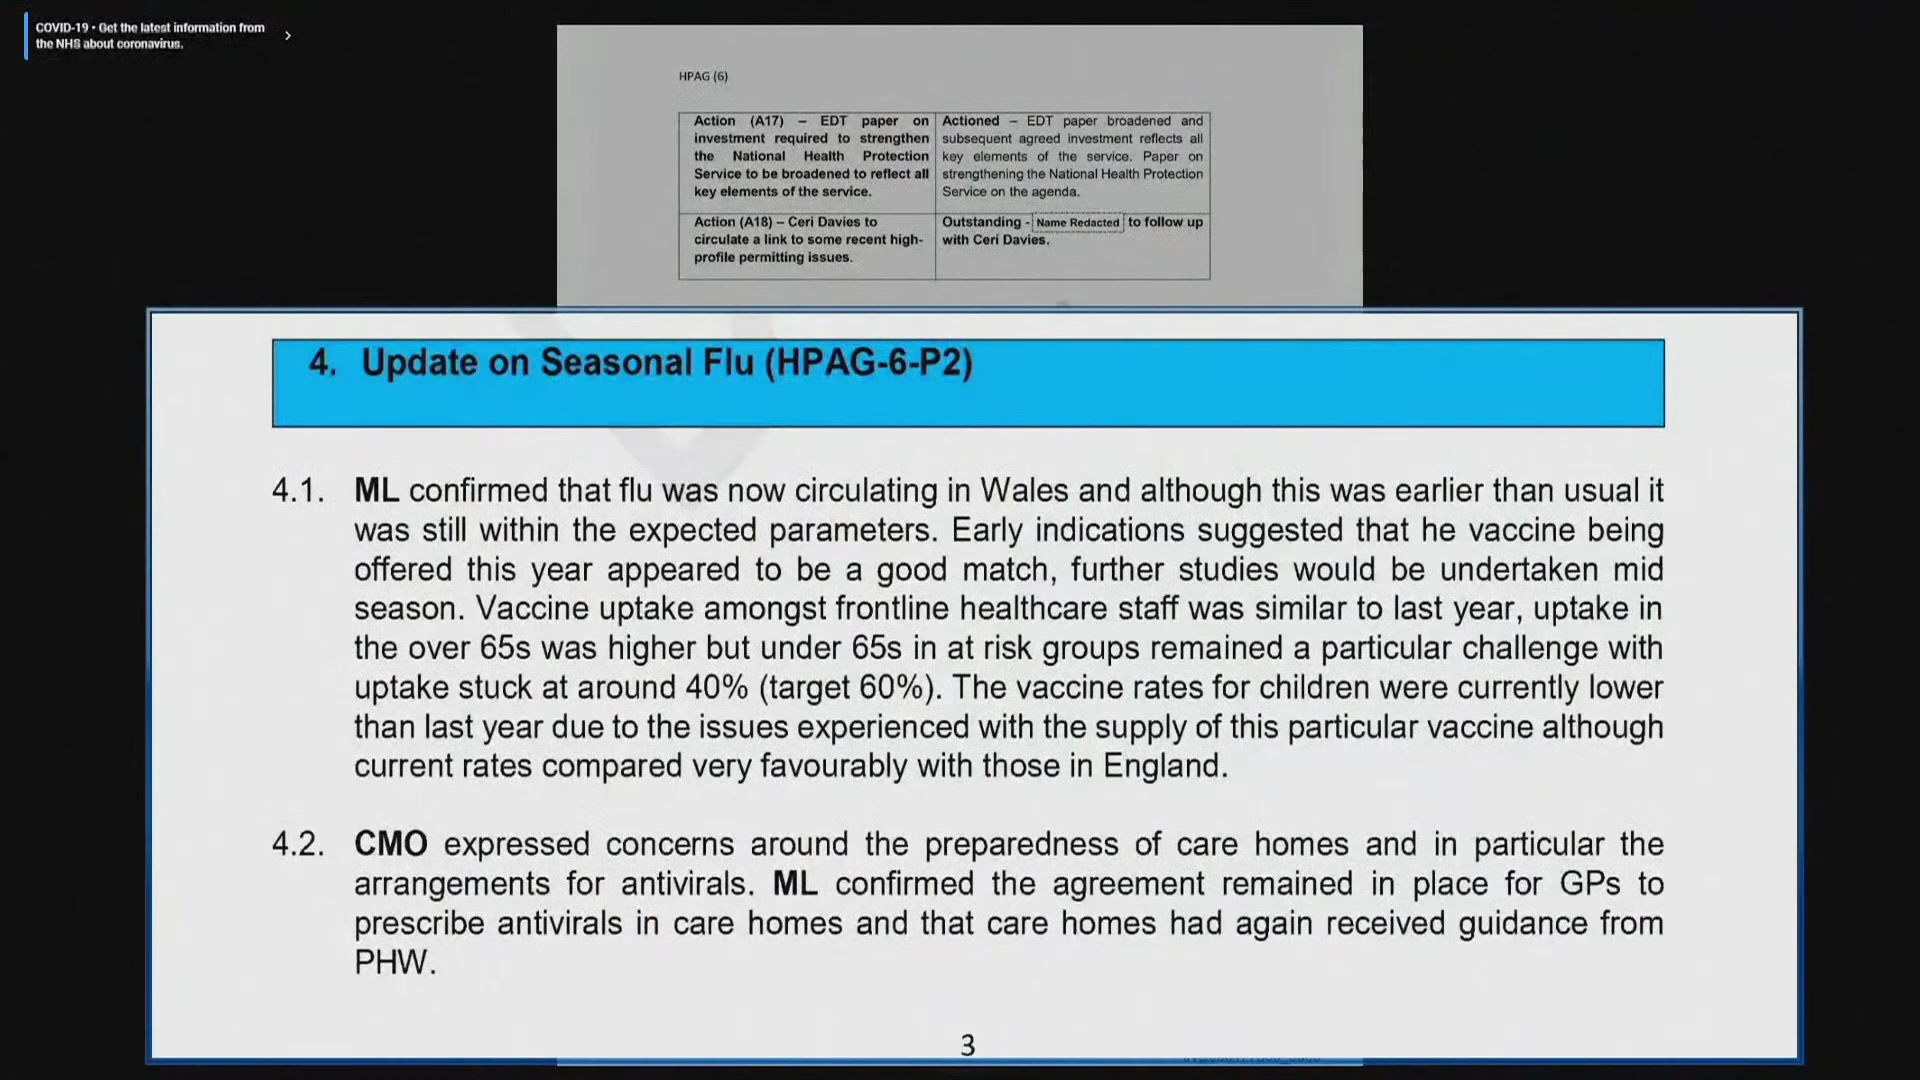 COVID-19 • Get the latest information from
the NHS about coronavirus.
HPAG (6)
Action (A17) – EDT paper on
investment required to strengthen
the National Health Protection
Service to be broadened to reflect all
key elements of the service.
Actioned – EDT paper broadened and
subsequent agreed investment reflects all
key elements of the service. Paper on
strengthening the National Health Protection
Service on the agenda.
Action (A18) – Ceri Davies to
circulate a link to some recent high-
profile permitting issues.
Outstanding - Name Redacted to follow up
with Ceri Davies.
4. Update on Seasonal Flu (HPAG-6-P2)
4.1. ML confirmed that flu was now circulating in Wales and although this was earlier than usual it
was still within the expected parameters. Early indications suggested that he vaccine being
offered this year appeared to be a good match, further studies would be undertaken mid
season. Vaccine uptake amongst frontline healthcare staff was similar to last year, uptake in
the over 65s was higher but under 65s in at risk groups remained a particular challenge with
uptake stuck at around 40% (target 60%). The vaccine rates for children were currently lower
than last year due to the issues experienced with the supply of this particular vaccine although
current rates compared very favourably with those in England.
4.2. CMO expressed concerns around the preparedness of care homes and in particular the
arrangements for antivirals. ML confirmed the agreement remained in place for GPs to
prescribe antivirals in care homes and that care homes had again received guidance from
PHW.
3